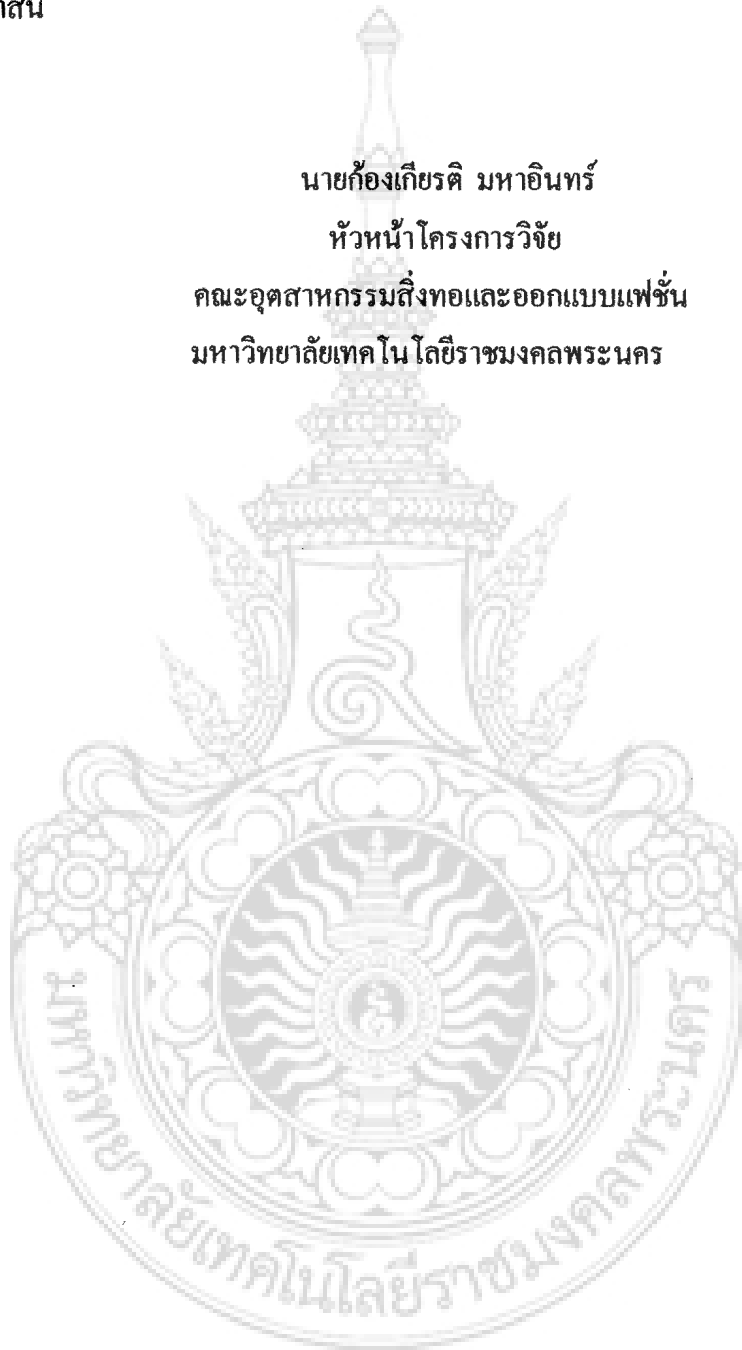 นายก้องเกียรติ มหาอินทร์
หัวหน้าโครงการวิจัย
คณะอุตสาหกรรมสิ่งทอและออกแบบแฟชั่น
มหาวิทยาลัยเทคโนโลยีราชมงคลพระนคร
มหาวิทยาลัยเทคโนโลยีราชมงคลพระนคร